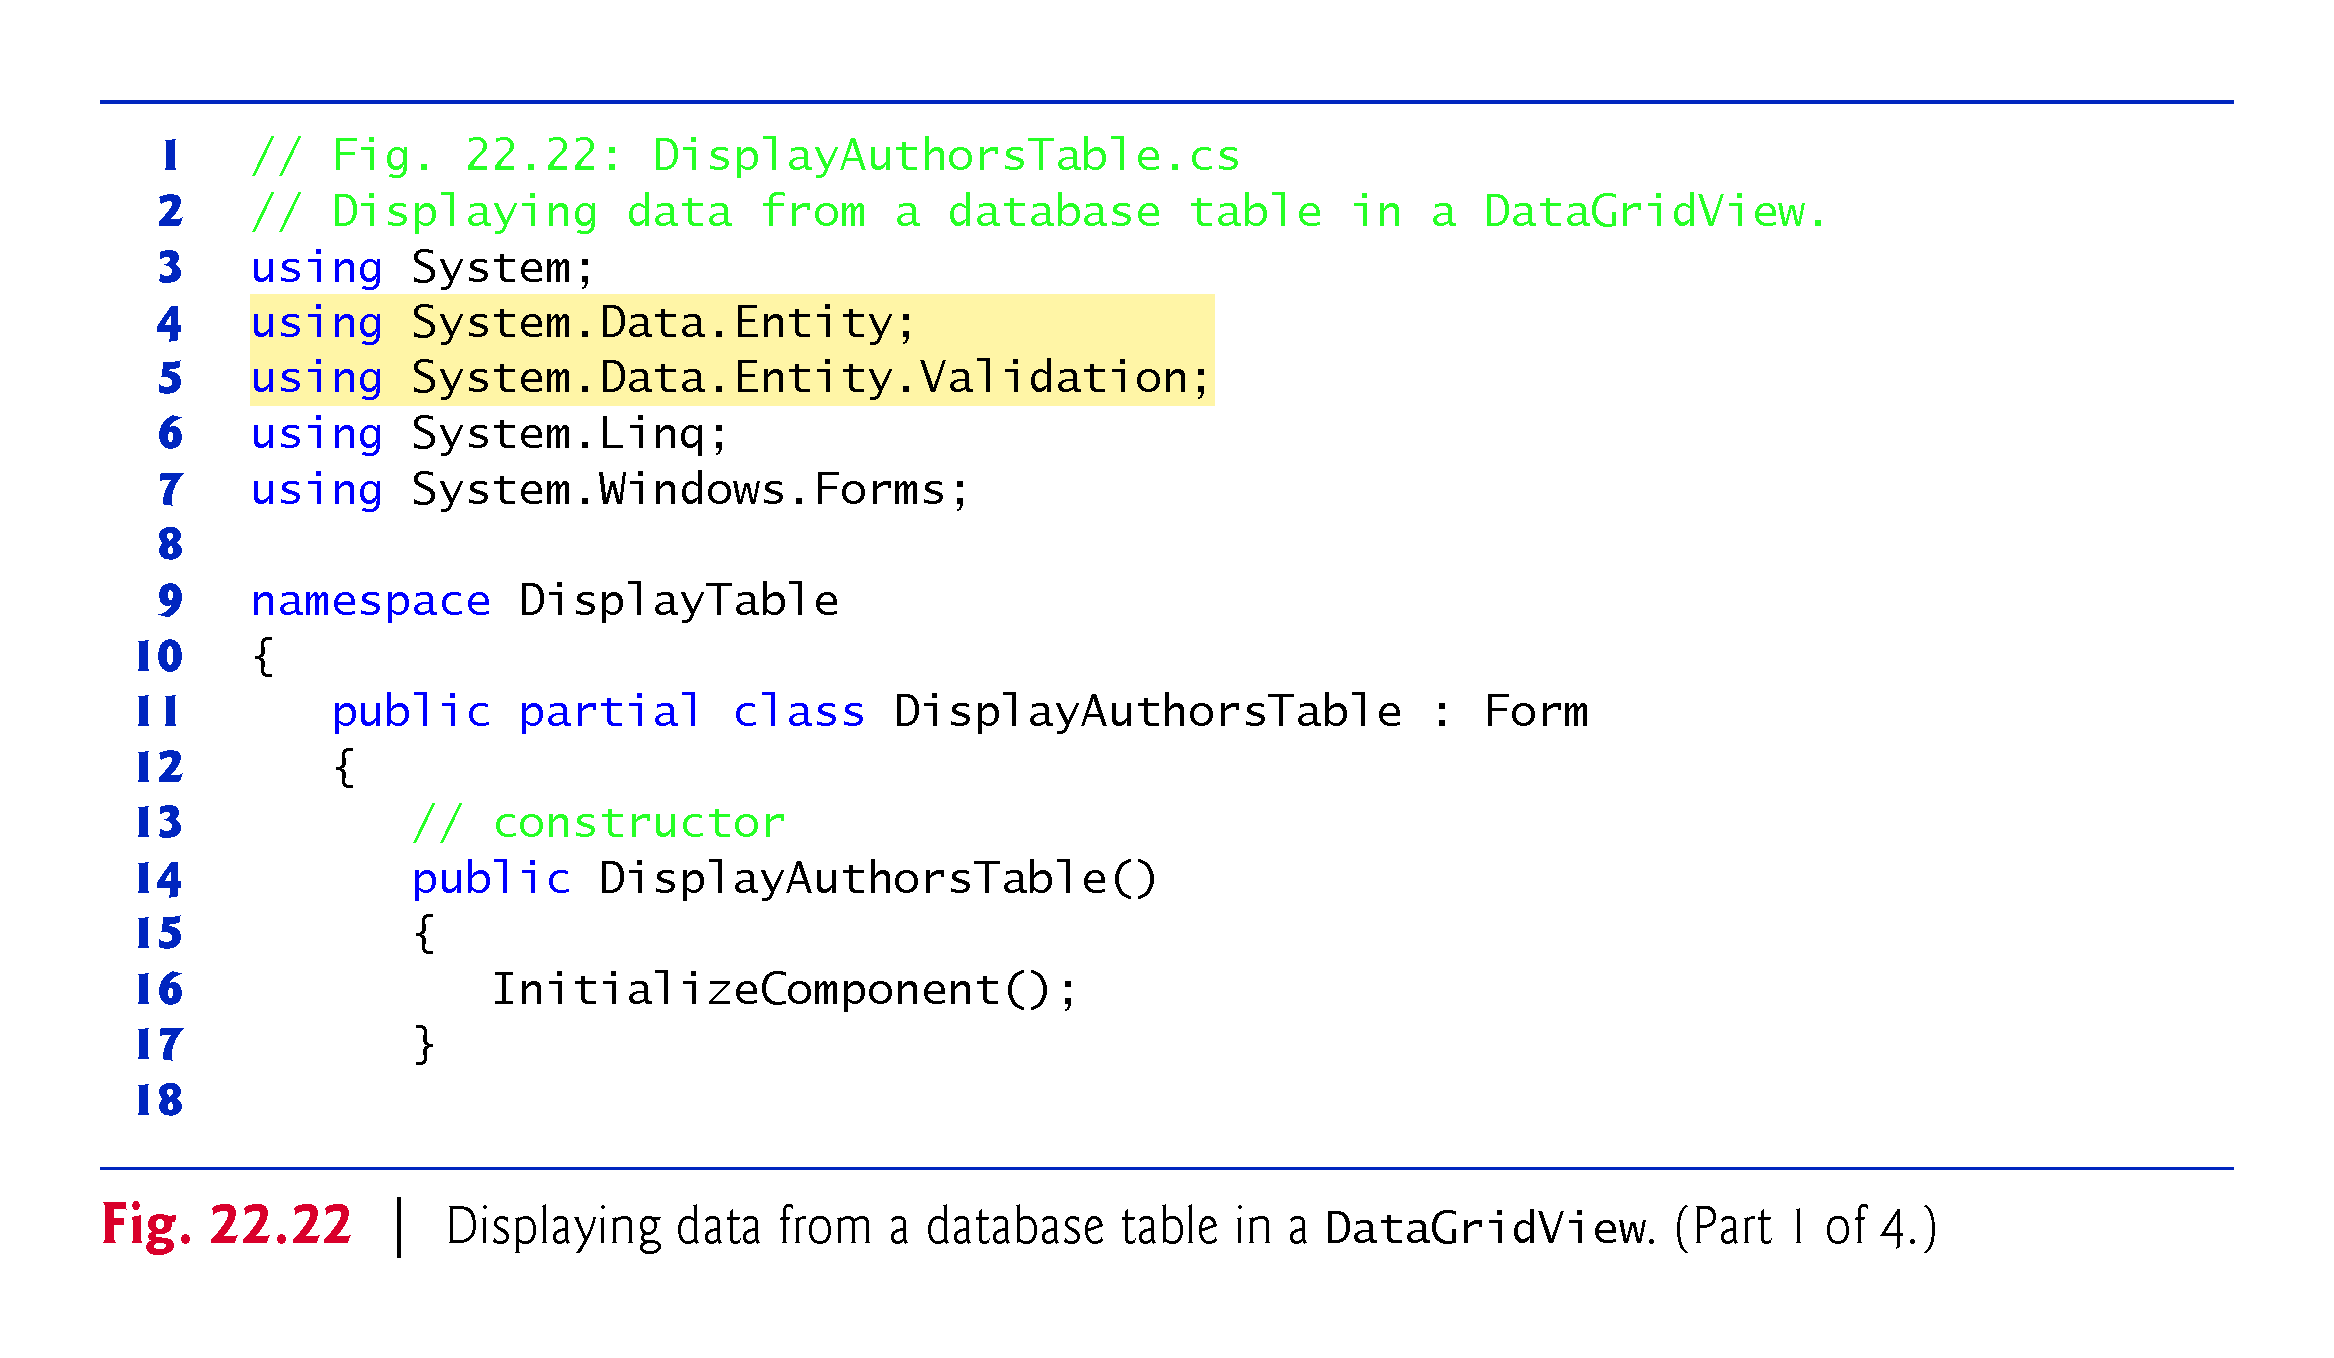 1 // Fig. 22.22: DisplayAuthorsTable.cs
2 // Displaying data from a database table in a DataGridView.
3 using System;
4 using System.Data.Entity;
5 using System.Data.Entity.Validation;
6 using System.Linq;
7 using System.Windows.Forms;
8
9 namespace DisplayTable
10 {
11 public partial class DisplayAuthorsTable : Form
12 {
13 // constructor
14 public DisplayAuthorsTable()
15 {
16 InitializeComponent();
17 }
18
Fig. 22.22 | Displaying data from a database table in a DataGridView. (Part 1 of 4.)